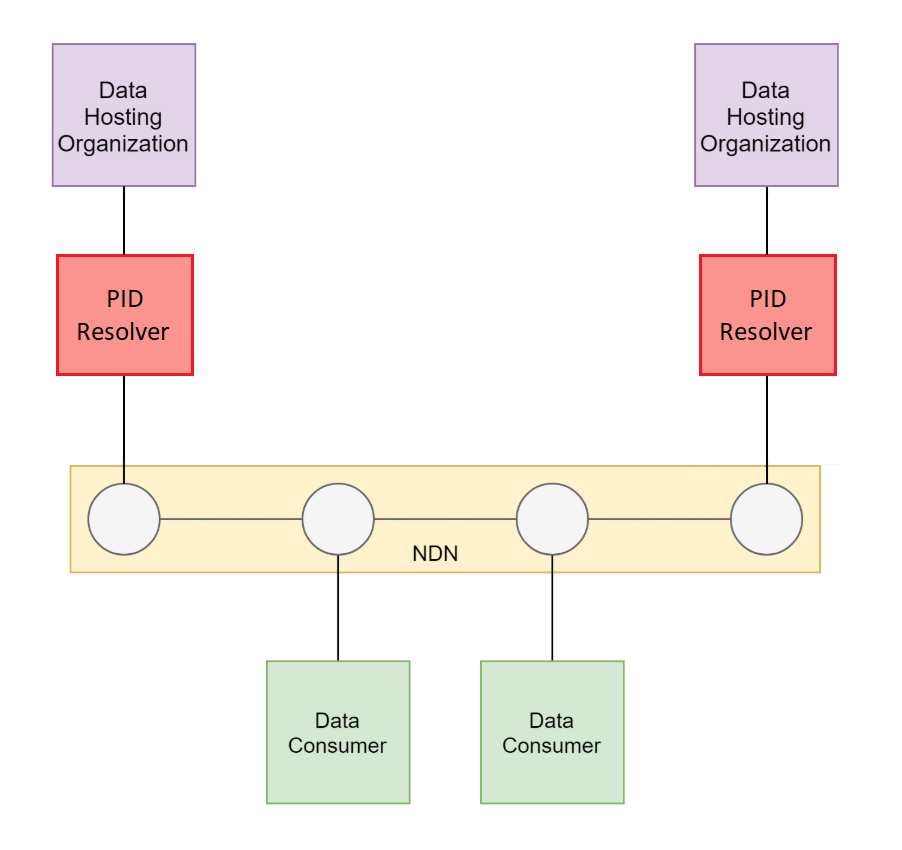 Data
Hosting
Organization
Data
Hosting
Organization
PID
Resolver
PID
Resolver
NDN
Data
Consumer
Data
Consumer